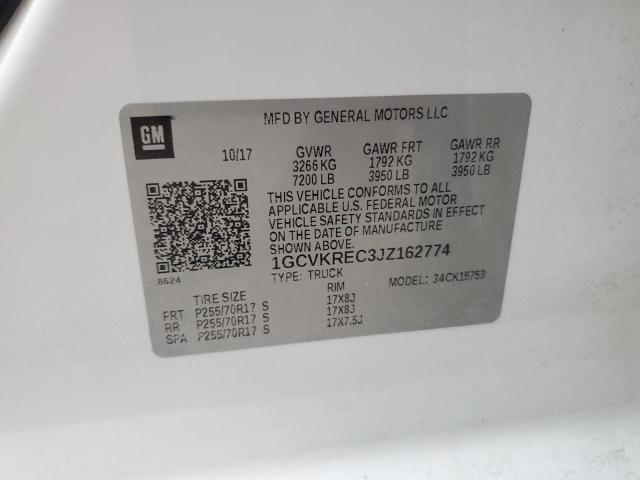 MFD BY GENERAL MOTORS LLC
GM
10/17 GVWR GAWR FRT GAWR RR
3266 KG 1792 KG 1792 KG
7200 LB 3950 LB 3950 LB
THIS VEHICLE CONFORMS TO ALL
APPLICABLE U.S. FEDERAL MOTOR
VEHICLE SAFETY STANDARDS IN EFFECT
ON THE DATE OF MANUFACTURE
SHOWN ABOVE.
1GCVKREC3JZ162774
8624
TYPE: TRUCK MODEL: 34CK15753
TIRE SIZE RIM
FRT P255/70R17 S 17X8J
RR P255/70R17 S 17X8J
SPA P255/70R17 S 17X7.5J